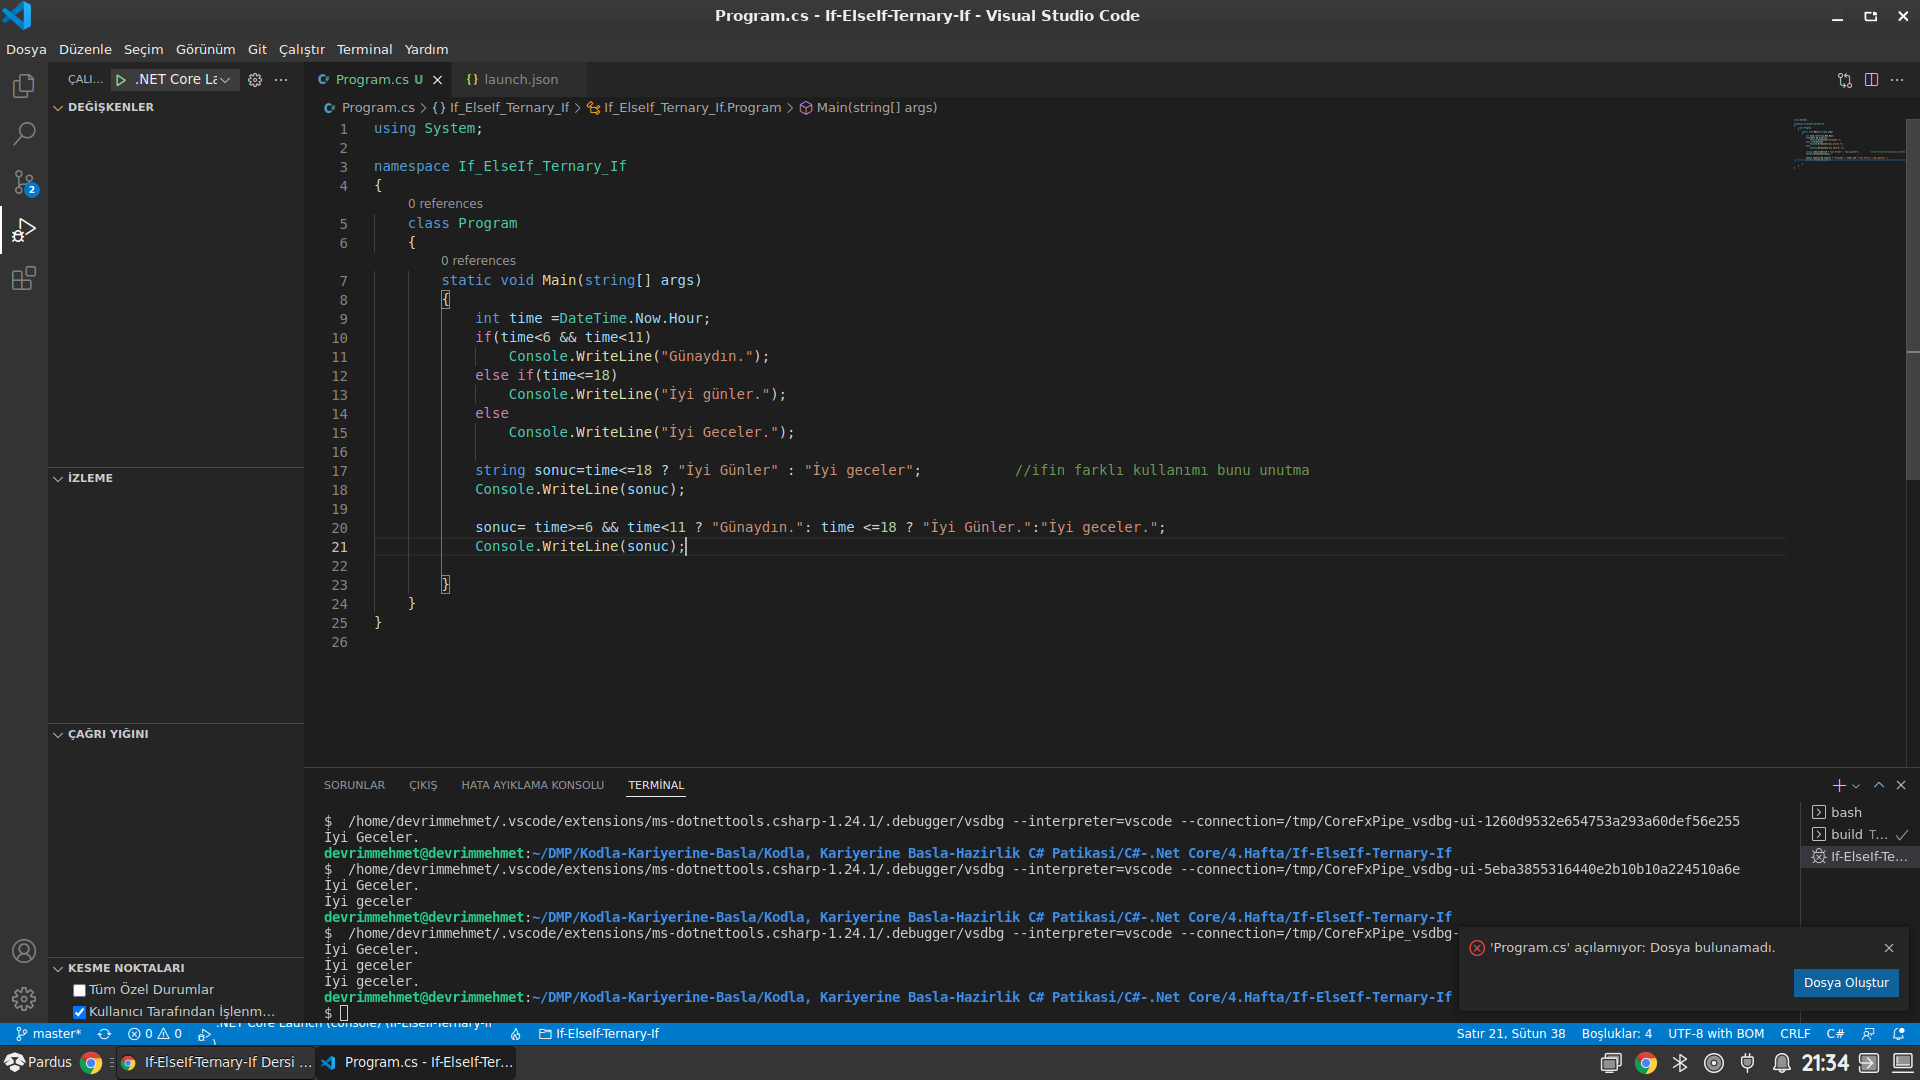 Program.cs - If-ElseIf-Ternary-If - Visual Studio Code
Dosya Düzenle Seçim Görünüm Git Çalıştır Terminal Yardım
ÇALI... .NET Core La
Program.cs U
launch.json
DEĞİŞKENLER
Program.cs > {} If_ElseIf_Ternary_If > If_ElseIf_Ternary_If.Program > Main(string[] args)
1 using System;
2
3 namespace If_ElseIf_Ternary_If
4 {
0 references
5 class Program
6 {
0 references
7 static void Main(string[] args)
8 {
9 int time =DateTime.Now.Hour;
10 if(time<6 && time<11)
11 Console.WriteLine("Günaydın.");
12 else if(time<=18)
13 Console.WriteLine("İyi günler.");
14 else
15 Console.WriteLine("İyi Geceler.");
16
17 string sonuc=time<=18 ? "İyi Günler" : "İyi geceler"; //ifin farklı kullanımı bunu unutma
18 Console.WriteLine(sonuc);
19
20 sonuc= time>=6 && time<11 ? "Günaydın.": time <=18 ? "İyi Günler.":"İyi geceler.";
21 Console.WriteLine(sonuc);
22
23 }
24 }
25 }
26
İZLEME
ÇAĞRI YIĞINI
KESME NOKTALARI
Tüm Özel Durumlar
Kullanıcı Tarafından İşlenm...
SORUNLAR ÇIKIŞ HATA AYIKLAMA KONSOLU TERMİNAL
$ /home/devrimmehmet/.vscode/extensions/ms-dotnettools.csharp-1.24.1/.debugger/vsdbg --interpreter=vscode --connection=/tmp/CoreFxPipe_vsdbg-ui-1260d9532e654753a293a60def56e255
İyi Geceler.
devrimmehmet@devrimmehmet:~/DMP/Kodla-Kariyerine-Basla/Kodla, Kariyerine Basla-Hazirlik C# Patikasi/C#-.Net Core/4.Hafta/If-ElseIf-Ternary-If
$ /home/devrimmehmet/.vscode/extensions/ms-dotnettools.csharp-1.24.1/.debugger/vsdbg --interpreter=vscode --connection=/tmp/CoreFxPipe_vsdbg-ui-5eba3855316440e2b10b10a224510a6e
İyi Geceler.
İyi geceler
devrimmehmet@devrimmehmet:~/DMP/Kodla-Kariyerine-Basla/Kodla, Kariyerine Basla-Hazirlik C# Patikasi/C#-.Net Core/4.Hafta/If-ElseIf-Ternary-If
$ /home/devrimmehmet/.vscode/extensions/ms-dotnettools.csharp-1.24.1/.debugger/vsdbg --interpreter=vscode --connection=/tmp/CoreFxPipe_vsdbg-
İyi Geceler.
İyi geceler
İyi geceler.
devrimmehmet@devrimmehmet:~/DMP/Kodla-Kariyerine-Basla/Kodla, Kariyerine Basla-Hazirlik C# Patikasi/C#-.Net Core/4.Hafta/If-ElseIf-Ternary-If
$
bash
build T...
If-ElseIf-Te...
'Program.cs' açılamıyor: Dosya bulunamadı.
Dosya Oluştur
2
master* 0 0 .NET Core Launch (console) (If-ElseIf-Ternary-If) If-ElseIf-Ternary-If Satır 21, Sütun 38 Boşluklar: 4 UTF-8 with BOM CRLF C#
Pardus If-ElseIf-Ternary-If Dersi ... Program.cs - If-ElseIf-Ter... 21:34